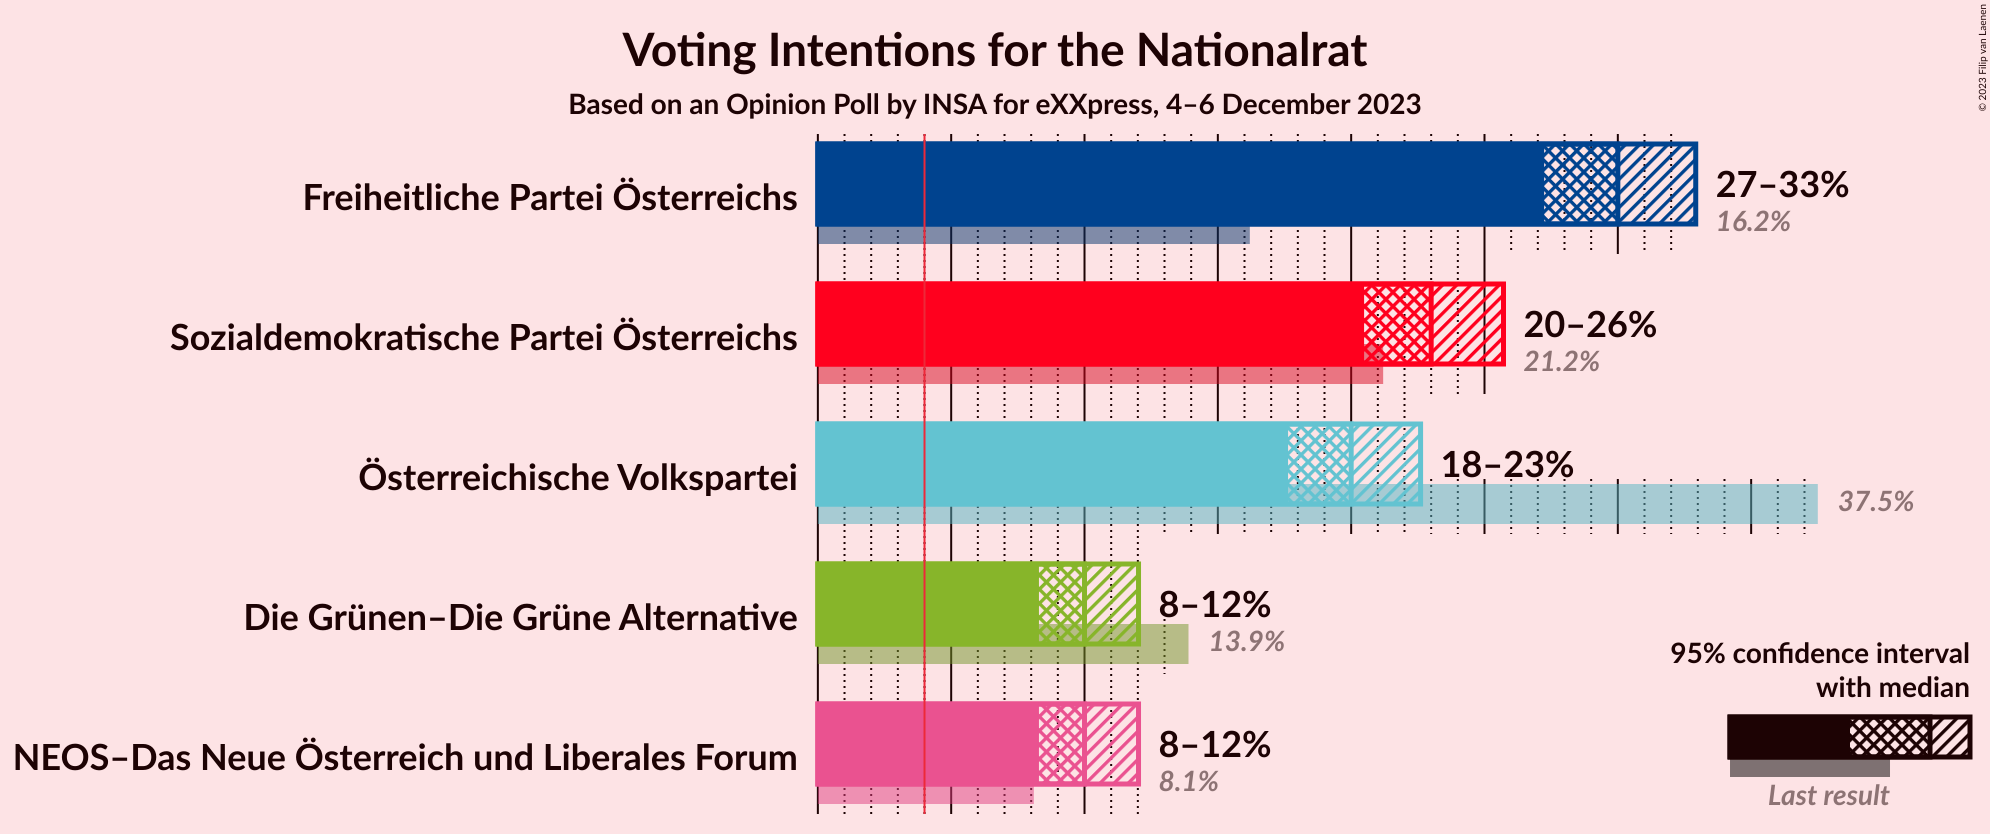 Voting Intentions for the Nationalrat
Based on an Opinion Poll by INSA for eXXpress, 4–6 December 2023
© 2023 Filip van Laenen
Freiheitliche Partei Österreichs
27–33%
16.2%
Sozialdemokratische Partei Österreichs
20–26%
21.2%
Österreichische Volkspartei
18–23%
37.5%
Die Grünen–Die Grüne Alternative
8–12%
13.9%
NEOS–Das Neue Österreich und Liberales Forum
8–12%
8.1%
95% confidence interval
with median
Last result